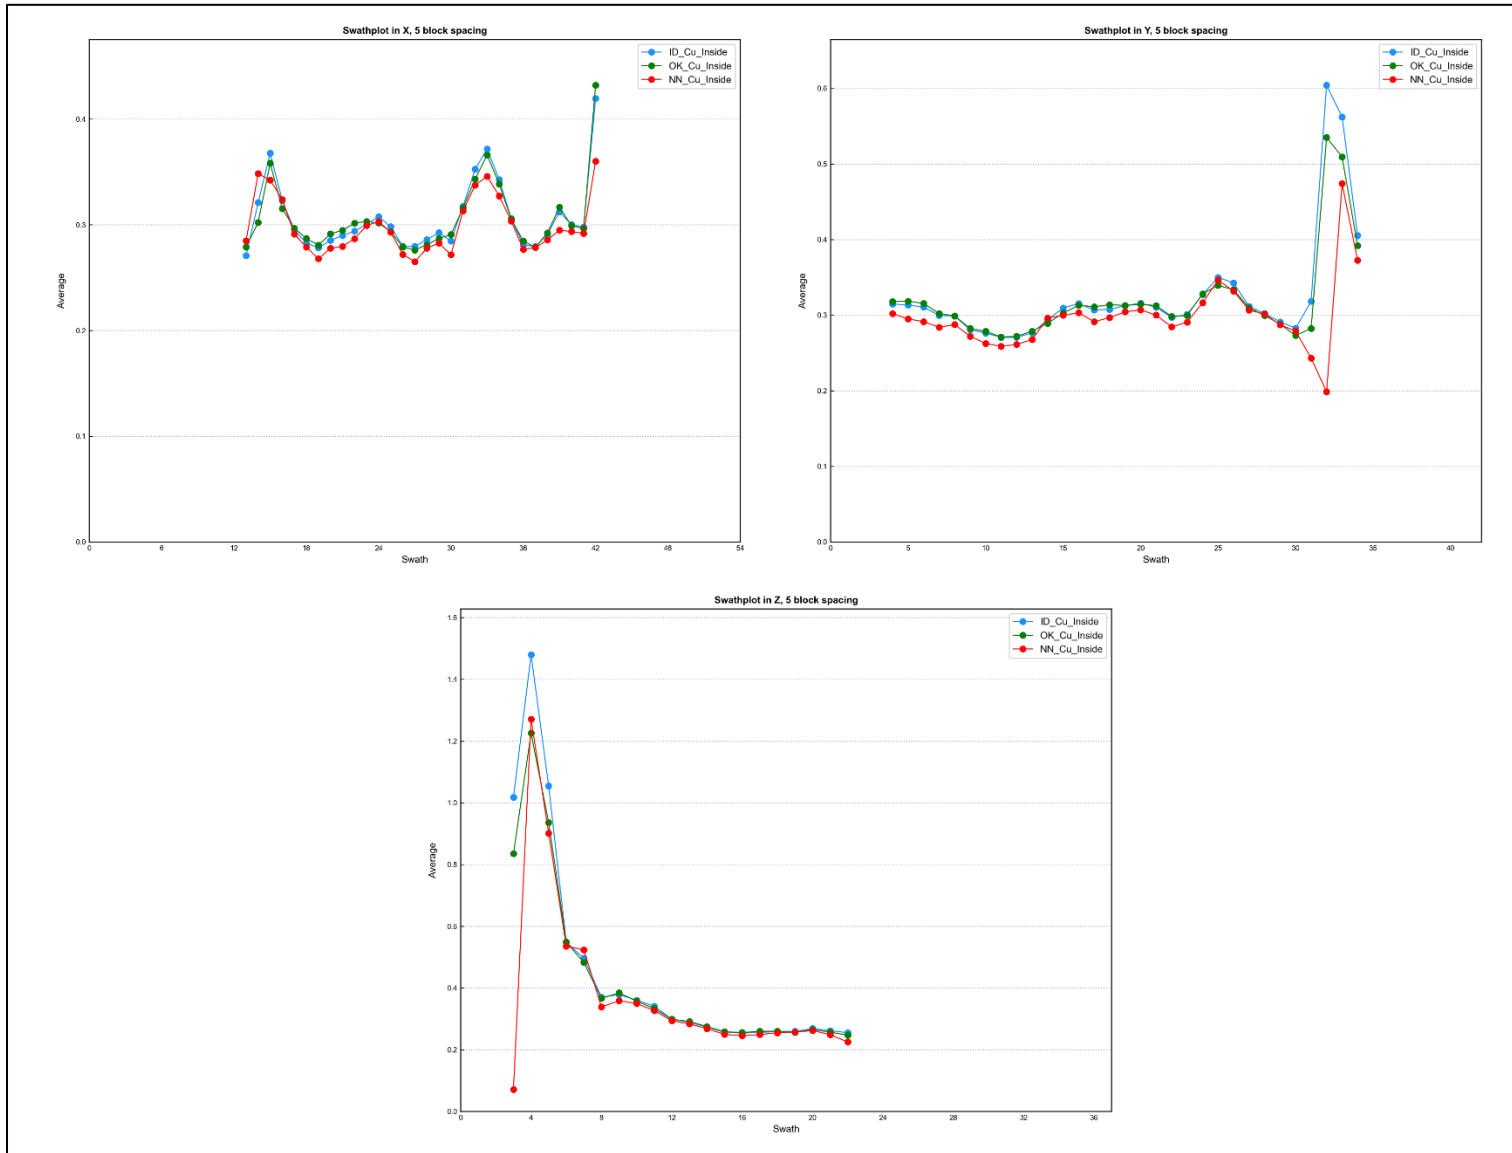 Swathplot in X, 5 block spacing
ID_Cu_Inside
OK_Cu_Inside
NN_Cu_Inside
0.4
0.3
0.2
0.1
0.0
Average
0 6 12 18 24 30 36 42 48 54
Swath
Swathplot in Y, 5 block spacing
ID_Cu_Inside
OK_Cu_Inside
NN_Cu_Inside
0.6
0.5
0.4
0.3
0.2
0.1
0.0
Average
0 5 10 15 20 25 30 35 40
Swath
Swathplot in Z, 5 block spacing
ID_Cu_Inside
OK_Cu_Inside
NN_Cu_Inside
1.6
1.4
1.2
1.0
0.8
0.6
0.4
0.2
0.0
Average
0 4 8 12 16 20 24 28 32 36
Swath